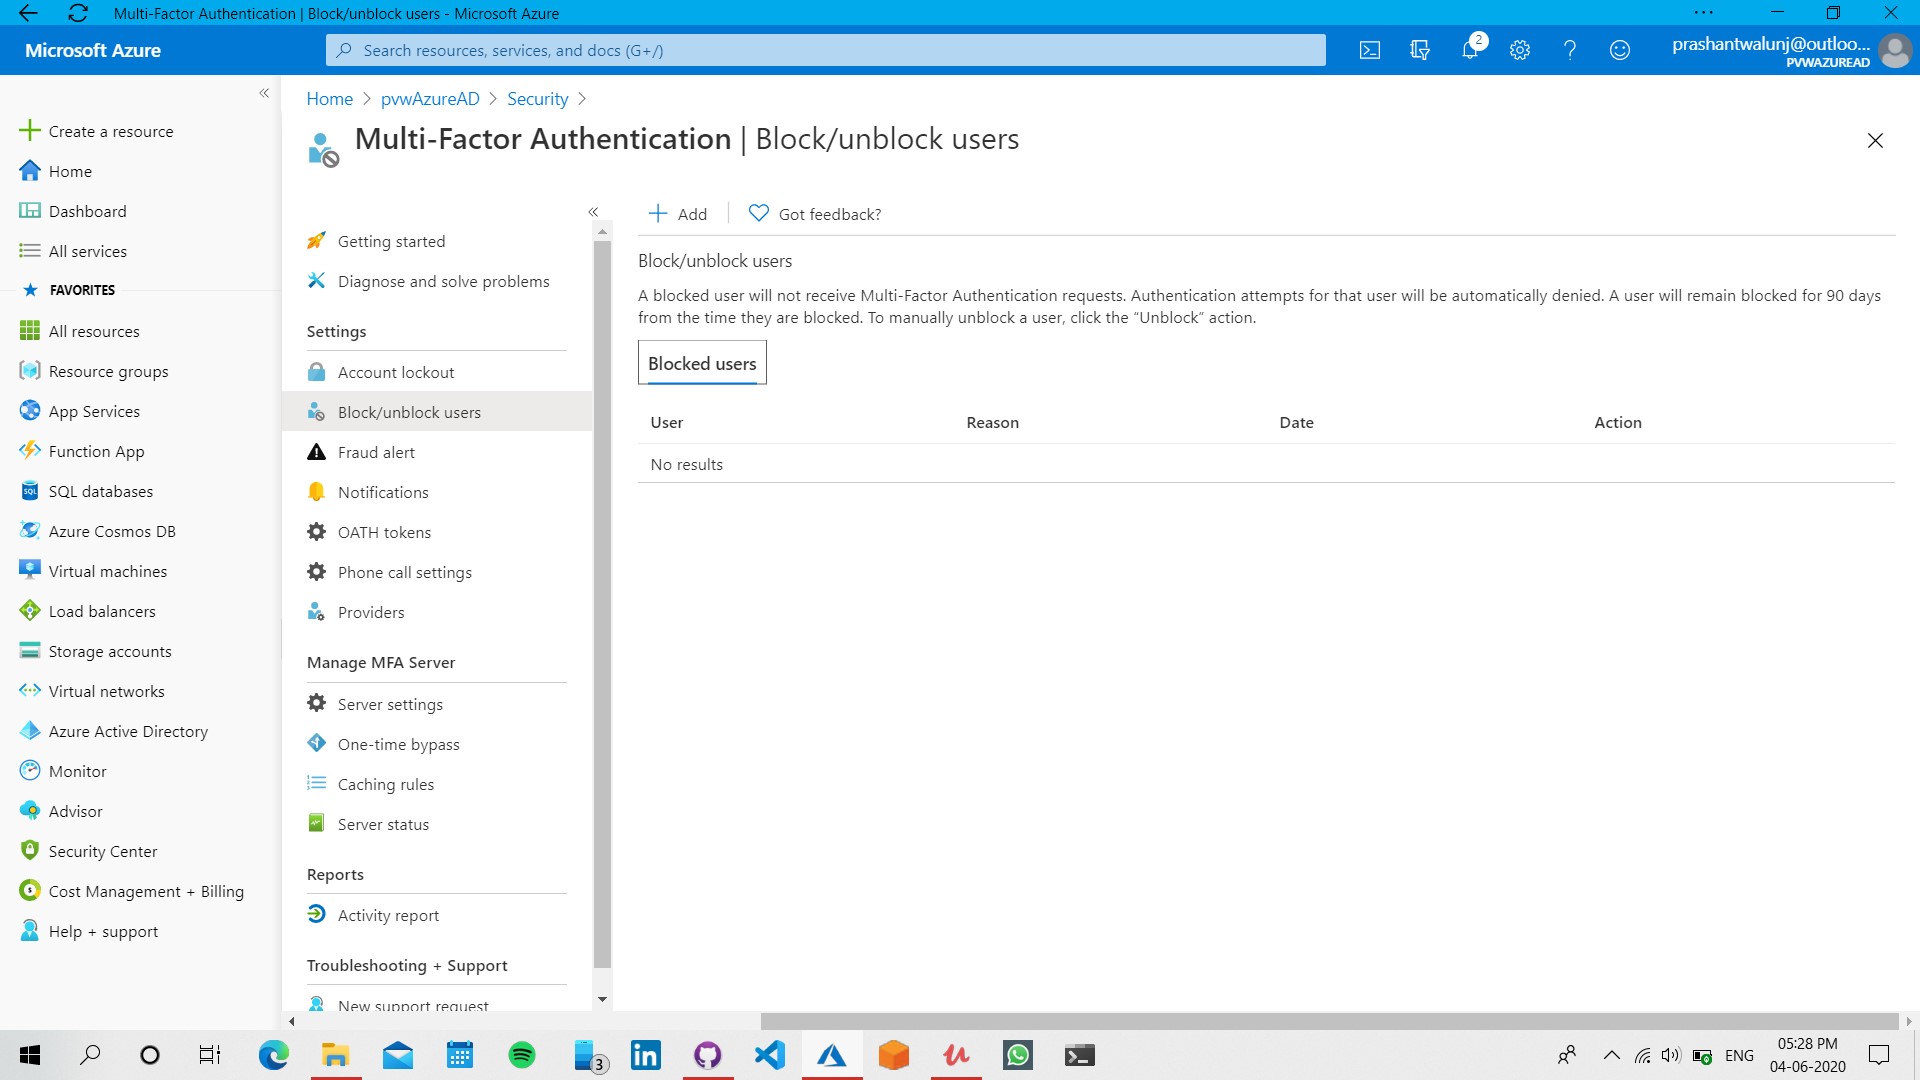 Multi-Factor Authentication | Block/unblock users - Microsoft Azure
Microsoft Azure
Search resources, services, and docs (G+/)
2
prashantwalunj@outloo...
PVWAZUREAD
Create a resource
Home
Dashboard
All services
FAVORITES
All resources
Resource groups
App Services
Function App
SQL databases
Azure Cosmos DB
Virtual machines
Load balancers
Storage accounts
Virtual networks
Azure Active Directory
Monitor
Advisor
Security Center
Cost Management + Billing
Help + support
Home > pvwAzureAD > Security >
Multi-Factor Authentication | Block/unblock users
Getting started
Diagnose and solve problems
Settings
Account lockout
Block/unblock users
Fraud alert
Notifications
OATH tokens
Phone call settings
Providers
Manage MFA Server
Server settings
One-time bypass
Caching rules
Server status
Reports
Activity report
Troubleshooting + Support
New support request
Add
Got feedback?
Block/unblock users
A blocked user will not receive Multi-Factor Authentication requests. Authentication attempts for that user will be automatically denied. A user will remain blocked for 90 days
from the time they are blocked. To manually unblock a user, click the “Unblock” action.
Blocked users
User Reason Date Action
No results
3
ENG
05:28 PM
04-06-2020